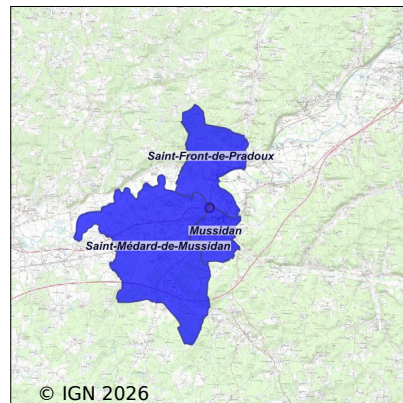 Saint-Front-de-Pradoux
Mussidan
Saint-Médard-de-Mussidan
© IGN 2026